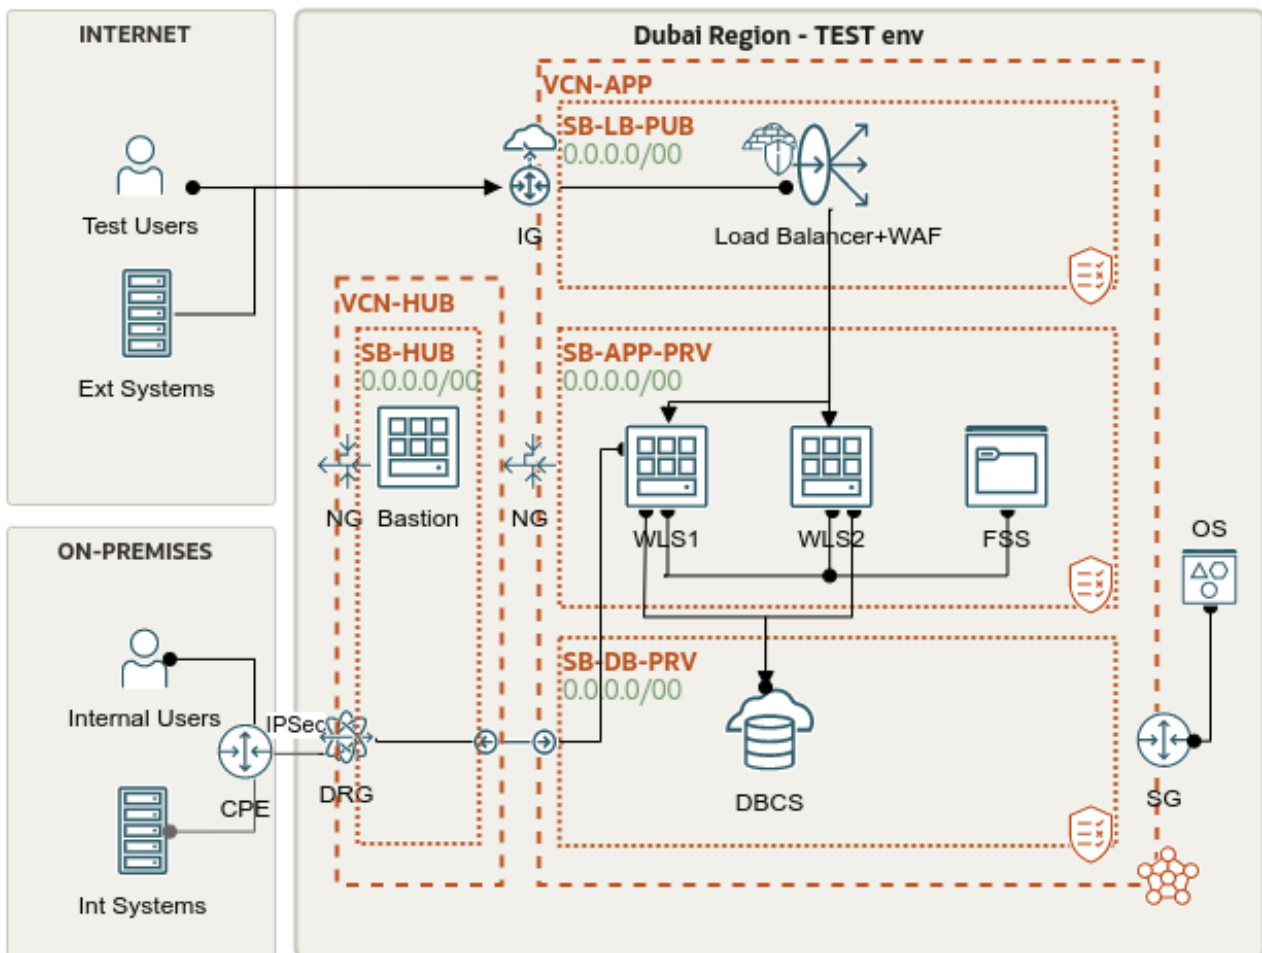 INTERNET
Test Users
Ext Systems
ON-PREMISES
Internal Users
IPSec
CPE
Int Systems
Dubai Region - TEST env
VCN-APP
SB-LB-PUB
0.0.0.0/00
IG
Load Balancer+WAF
VCN-HUB
SB-HUB
0.0.0.0/00
NG
Bastion
NG
DRG
SB-APP-PRV
0.0.0.0/00
WLS1
WLS2
FSS
SB-DB-PRV
0.0.0.0/00
DBCS
OS
SG